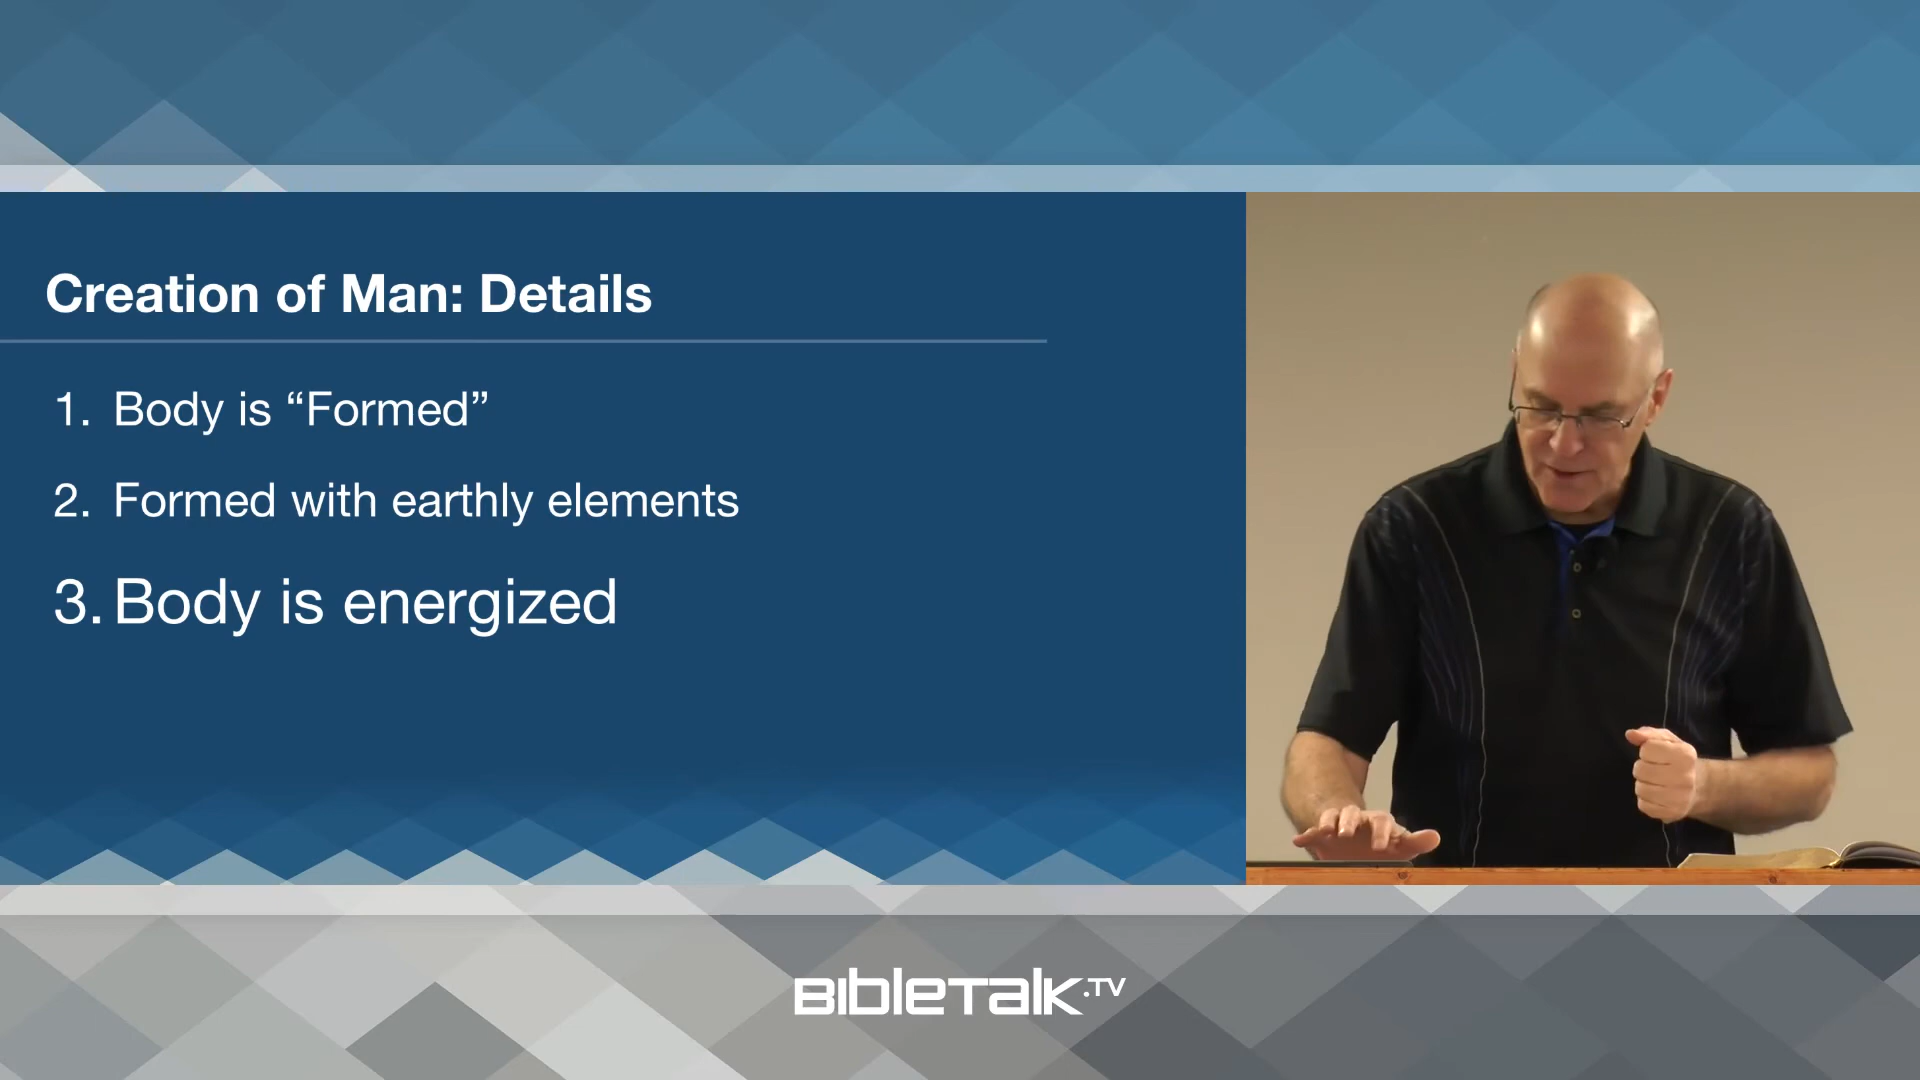 Creation of Man: Details
1. Body is “Formed”
2. Formed with earthly elements
3. Body is energized
BIBLETALK.TV